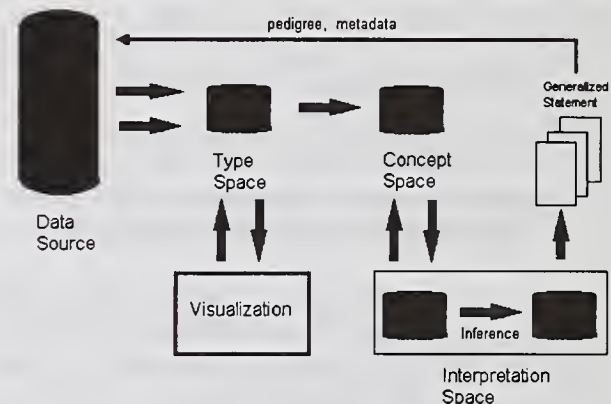 pedigree, metadata
Generalized
Statement
Type
Space
Concept
Space
Data
Source
Visualization
Inference
Interpretation
Space